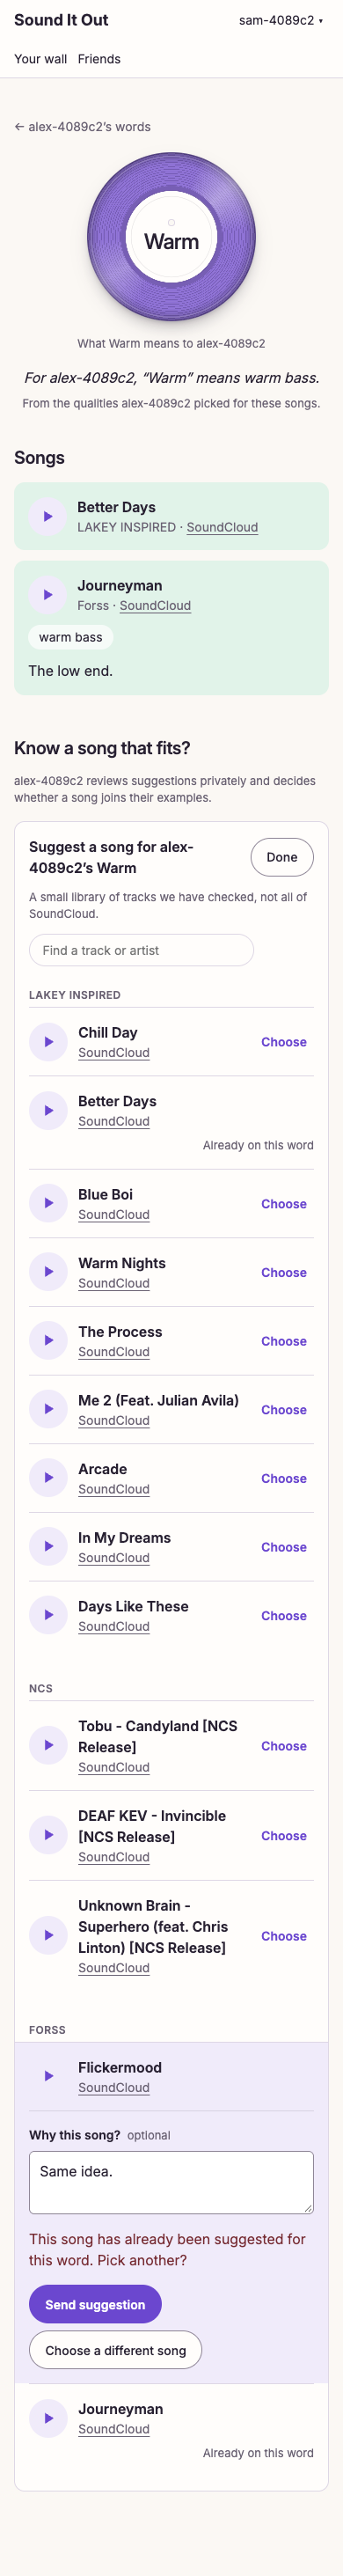 Sound It Out
sam-4089c2 ▾
Your wall Friends
← alex-4089c2's words
Warm
What Warm means to alex-4089c2
For alex-4089c2, “Warm” means warm bass.
From the qualities alex-4089c2 picked for these songs.
Songs
Better Days
LAKEY INSPIRED · SoundCloud
Journeyman
Forss · SoundCloud
warm bass
The low end.
Know a song that fits?
alex-4089c2 reviews suggestions privately and decides
whether a song joins their examples.
Suggest a song for alex-
4089c2's Warm
Done
A small library of tracks we have checked, not all of
SoundCloud.
Find a track or artist
LAKEY INSPIRED
Chill Day
SoundCloud
Choose
Better Days
SoundCloud
Already on this word
Blue Boi
SoundCloud
Choose
Warm Nights
SoundCloud
Choose
The Process
SoundCloud
Choose
Me 2 (Feat. Julian Avila)
SoundCloud
Choose
Arcade
SoundCloud
Choose
In My Dreams
SoundCloud
Choose
Days Like These
SoundCloud
Choose
NCS
Tobu - Candyland [NCS
Release]
SoundCloud
Choose
DEAF KEV - Invincible
[NCS Release]
SoundCloud
Choose
Unknown Brain -
Superhero (feat. Chris
Linton) [NCS Release]
SoundCloud
Choose
FORSS
Flickermood
SoundCloud
Why this song? optional
Same idea.
This song has already been suggested for
this word. Pick another?
Send suggestion
Choose a different song
Journeyman
SoundCloud
Already on this word